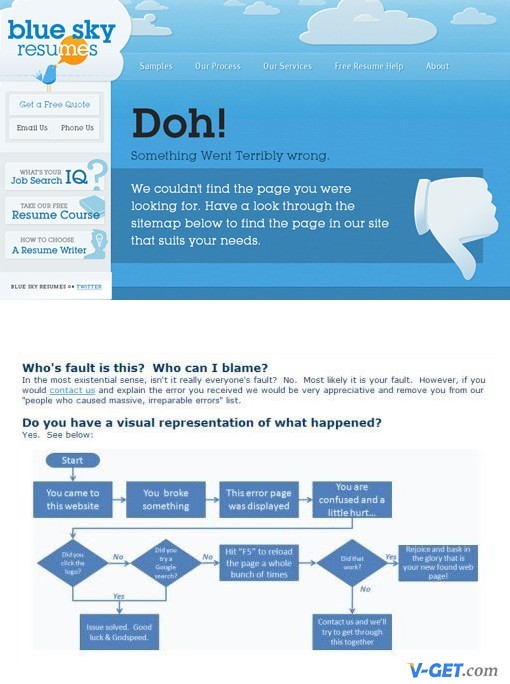 blue sky
resumes
Samples
Our Process
Our Services
Free Resume Help
About
Get a Free Quote
Email Us
Phone Us
WHAT'S YOUR
Job Search IQ
?
TAKE OUR FREE
Resume Course
HOW TO CHOOSE
A Resume Writer
BLUE SKY RESUMES on TWITTER
Doh!
Something Went Terribly wrong.
We couldn't find the page you were
looking for. Have a look through the
sitemap below to find the page in our site
that suits your needs.
Who's fault is this? Who can I blame?
In the most existential sense, isn't it really everyone's fault? No. Most likely it is your fault. However, if you
would contact us and explain the error you received we would be very appreciative and remove you from our
"people who caused massive, irreparable errors" list.
Do you have a visual representation of what happened?
Yes. See below:
Start
You came to
this website
You broke
something
This error page
was displayed
You are
confused and a
little hurt...
Did you
click the
logo?
No
Did you
try a
Google
search?
No
Hit "F5" to reload
the page a whole
bunch of times
Did that
work?
Yes
Rejoice and bask in
the glory that is
your new found web
page!
Yes
No
Issue solved. Good
luck & Godspeed.
Contact us and we'll
try to get through
this together
V-GET.com